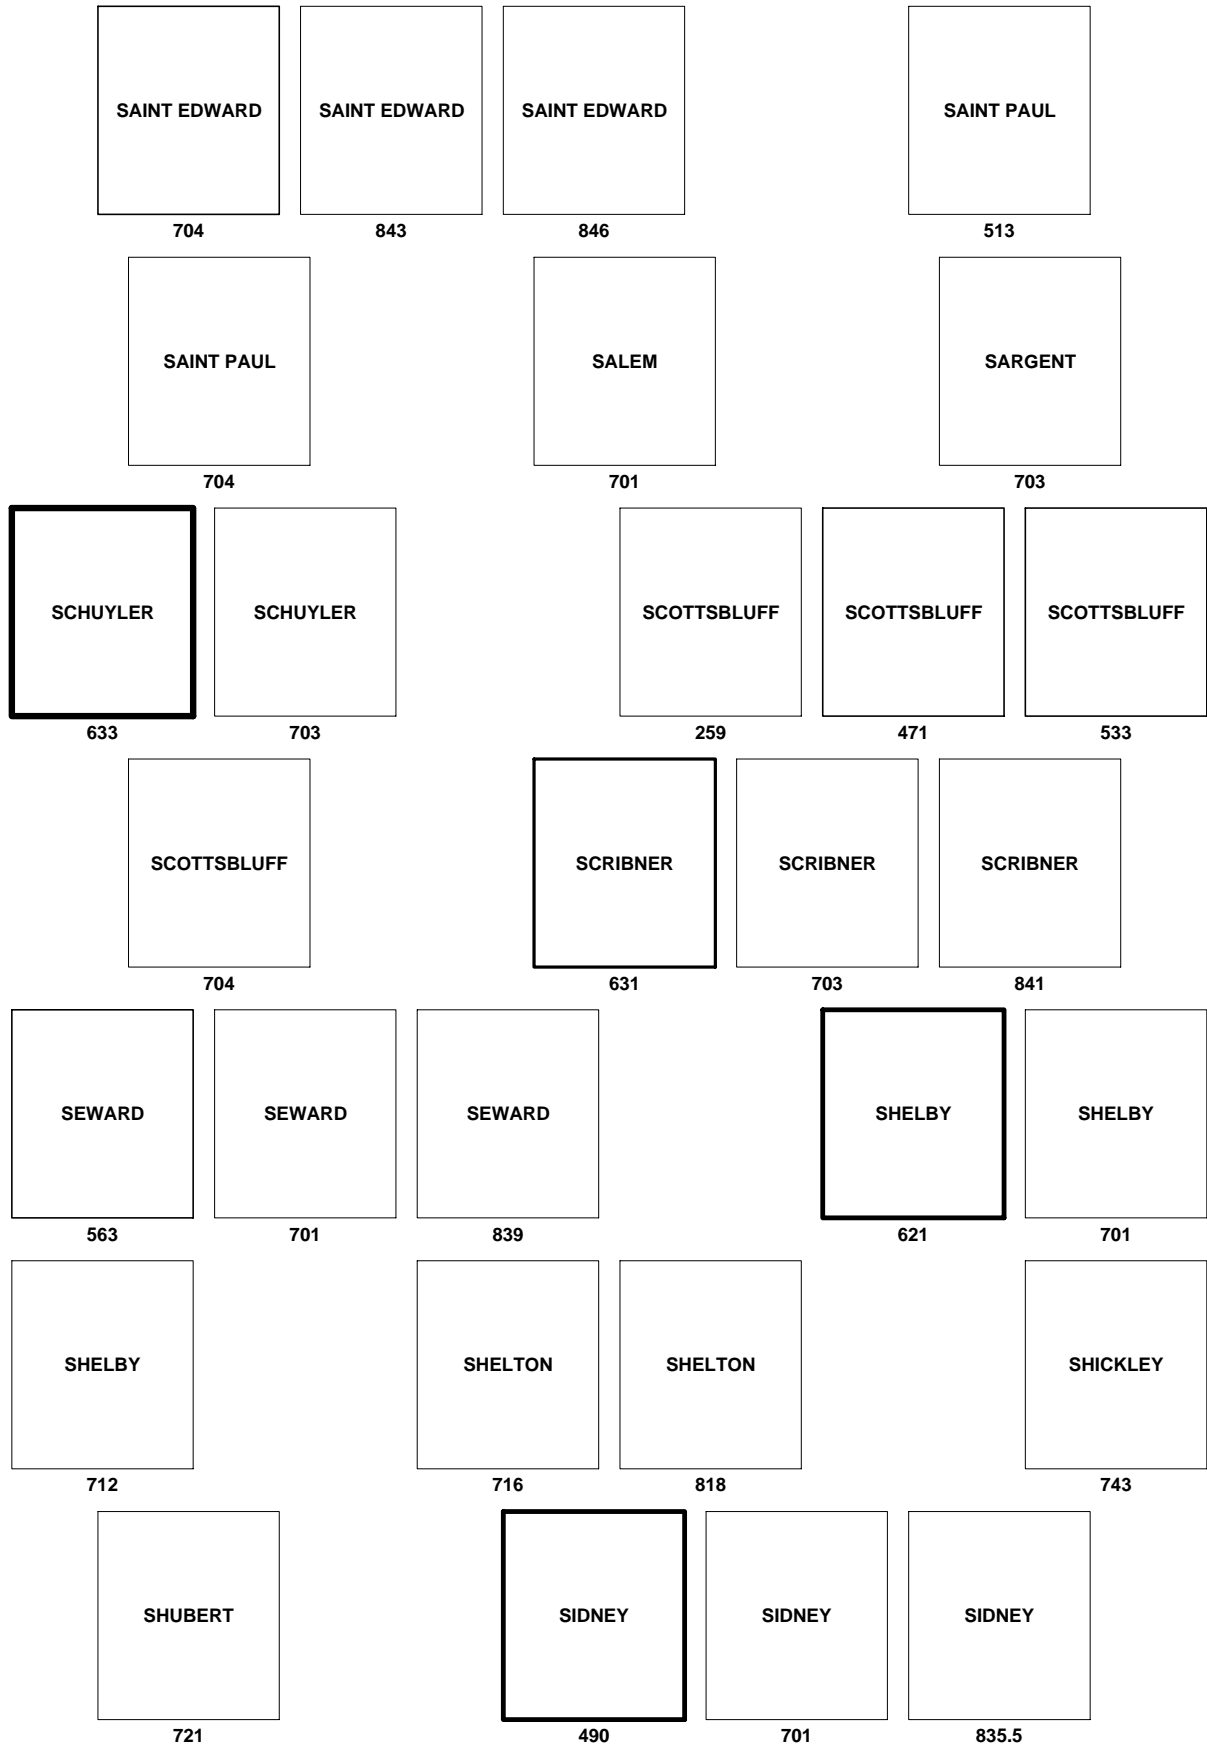 SAINT EDWARD SAINT EDWARD SAINT EDWARD SAINT PAUL
704 843 846 513
SAINT PAUL SALEM SARGENT
704 701 703
SCHUYLER SCHUYLER SCOTTSBLUFF SCOTTSBLUFF SCOTTSBLUFF
633 703 259 471 533
SCOTTSBLUFF SCRIBNER SCRIBNER SCRIBNER
704 631 703 841
SEWARD SEWARD SEWARD SHELBY SHELBY
563 701 839 621 701
SHELBY SHELTON SHELTON SHICKLEY
712 716 818 743
SHUBERT SIDNEY SIDNEY SIDNEY
721 490 701 835.5